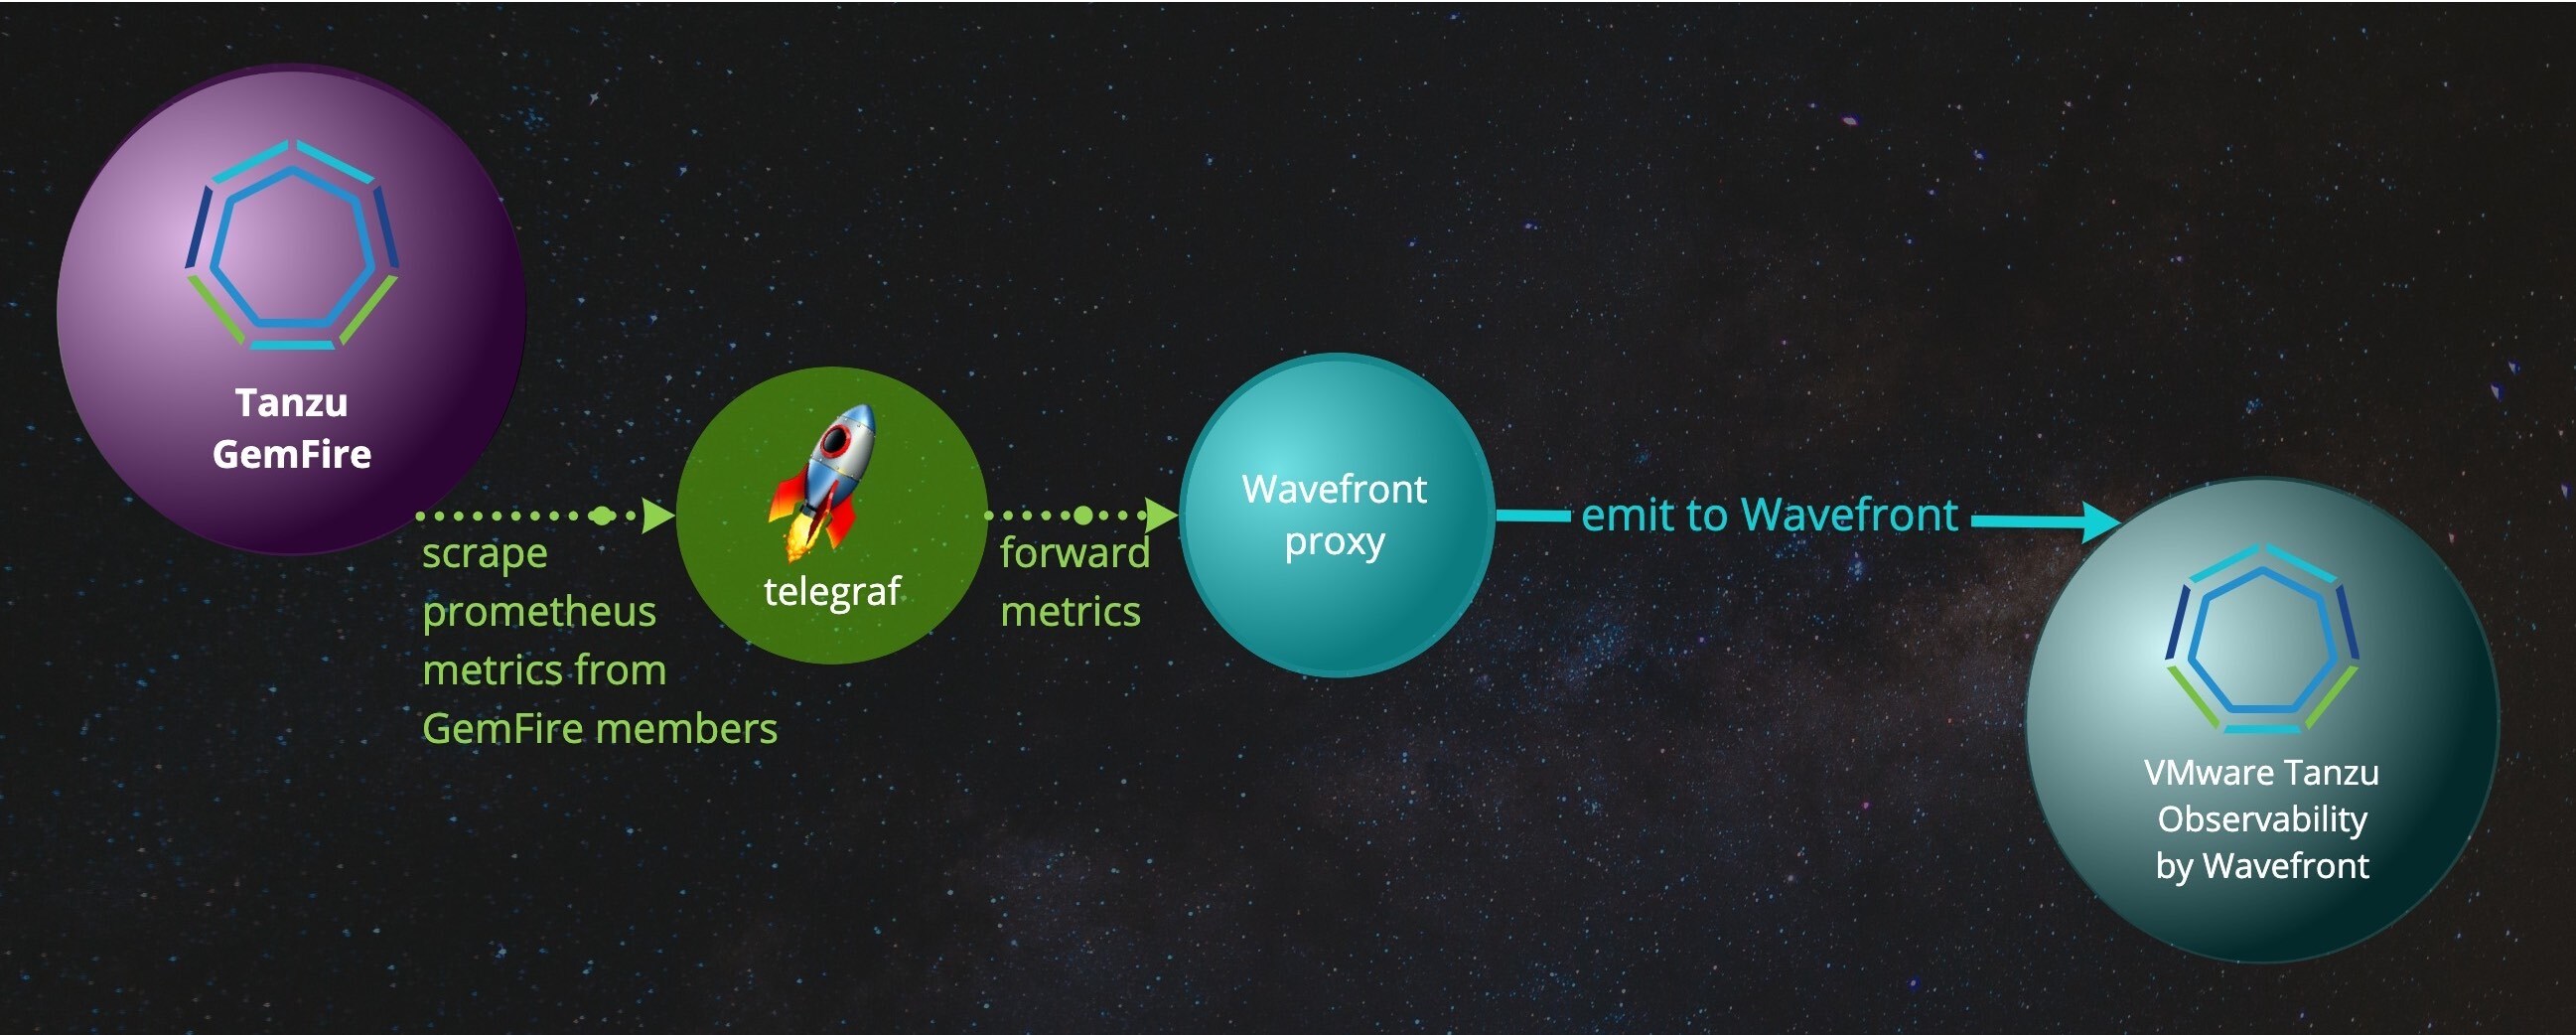 Tanzu
GemFire
scrape
prometheus
metrics from
GemFire members
telegraf
forward
metrics
Wavefront
proxy
emit to Wavefront
VMware Tanzu
Observability
by Wavefront